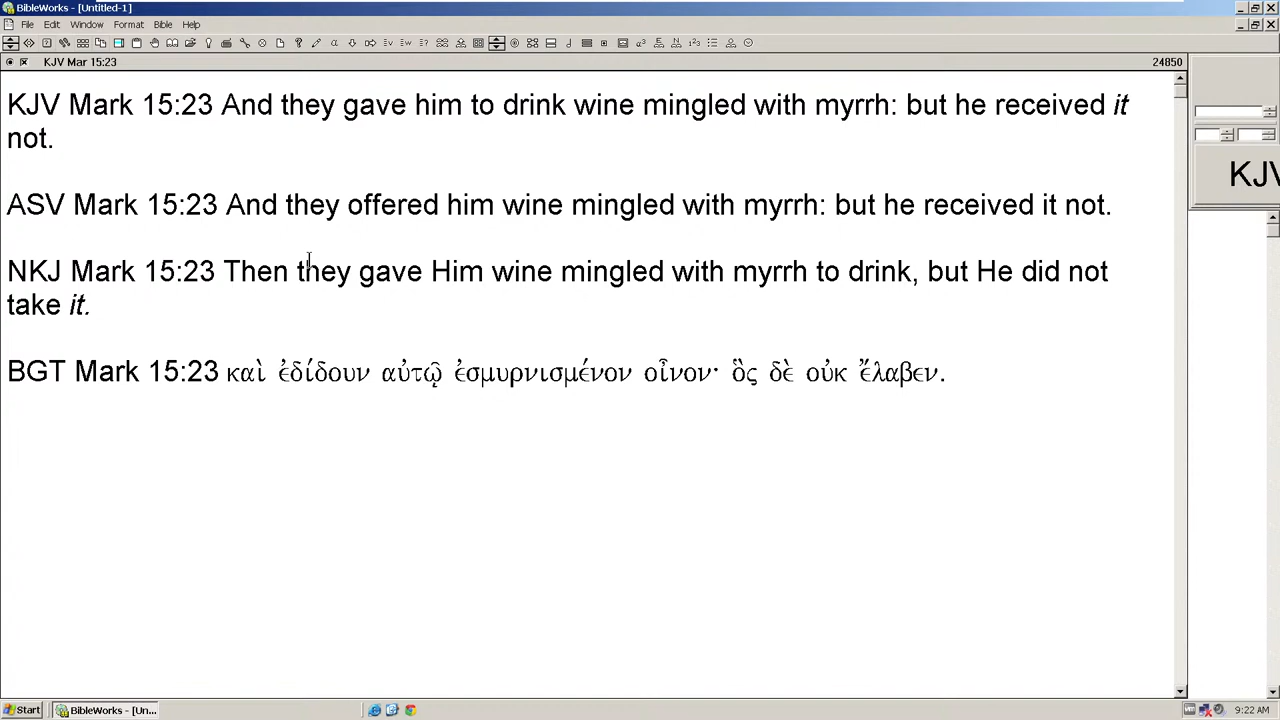 BibleWorks - [Untitled-1]
File Edit Window Format Bible Help
KJV Mar 15:23 24850
KJV Mark 15:23 And they gave him to drink wine mingled with myrrh: but he received it
not.
ASV Mark 15:23 And they offered him wine mingled with myrrh: but he received it not.
NKJ Mark 15:23 Then they gave Him wine mingled with myrrh to drink, but He did not
take it.
BGT Mark 15:23 καὶ ἐδίδουν αὐτῷ ἐσμυρνισμένον οἶνον· ὃς δὲ οὐκ ἔλαβεν.
KJV
Start BibleWorks - [Un... 9:22 AM